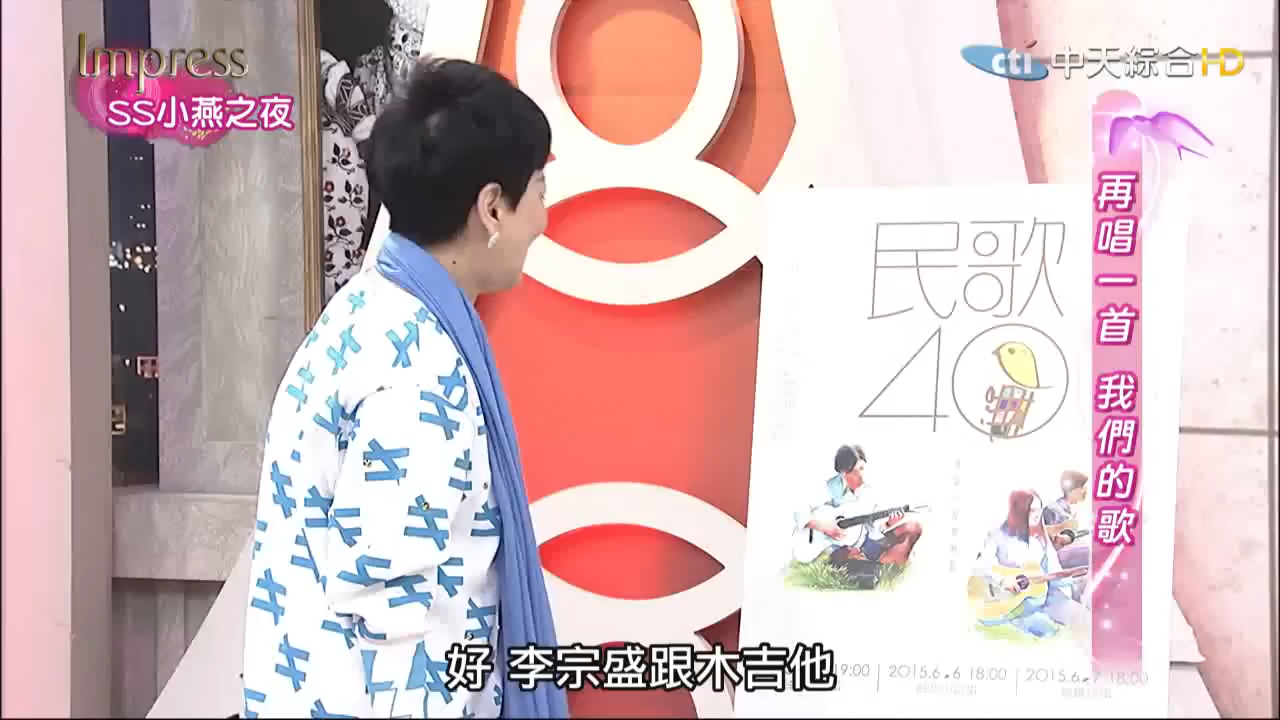 Impress
SS小燕之夜
cti 中天綜合HD
再唱一首 我們的歌
民歌
40
19:00 | 2015.6.6 18:00 | 2015.6.7 18:00
好 李宗盛跟木吉他